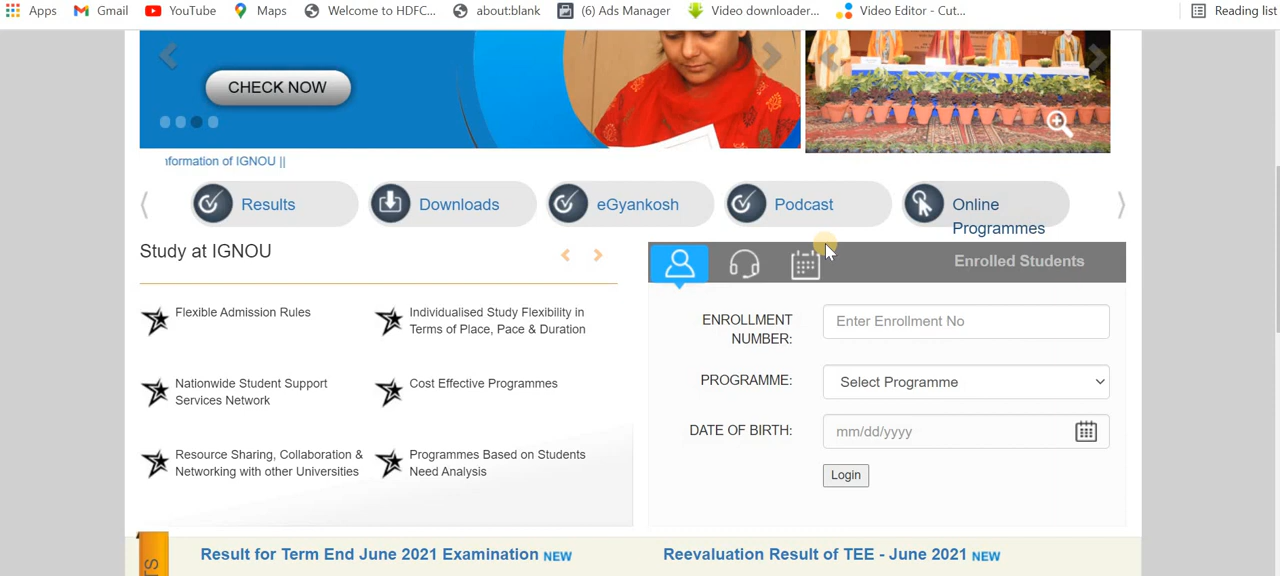 Apps Gmail YouTube Maps Welcome to HDFC... about:blank (6) Ads Manager Video downloader... Video Editor - Cut... Reading list
CHECK NOW
nformation of IGNOU ||
Results Downloads eGyankosh Podcast Online
Programmes
Study at IGNOU
Enrolled Students
Flexible Admission Rules
Individualised Study Flexibility in
Terms of Place, Pace & Duration
Nationwide Student Support
Services Network
Cost Effective Programmes
Resource Sharing, Collaboration &
Networking with other Universities
Programmes Based on Students
Need Analysis
ENROLLMENT
NUMBER:
Enter Enrollment No
PROGRAMME:
Select Programme
DATE OF BIRTH:
mm/dd/yyyy
Login
Result for Term End June 2021 Examination NEW
Reevaluation Result of TEE - June 2021 NEW